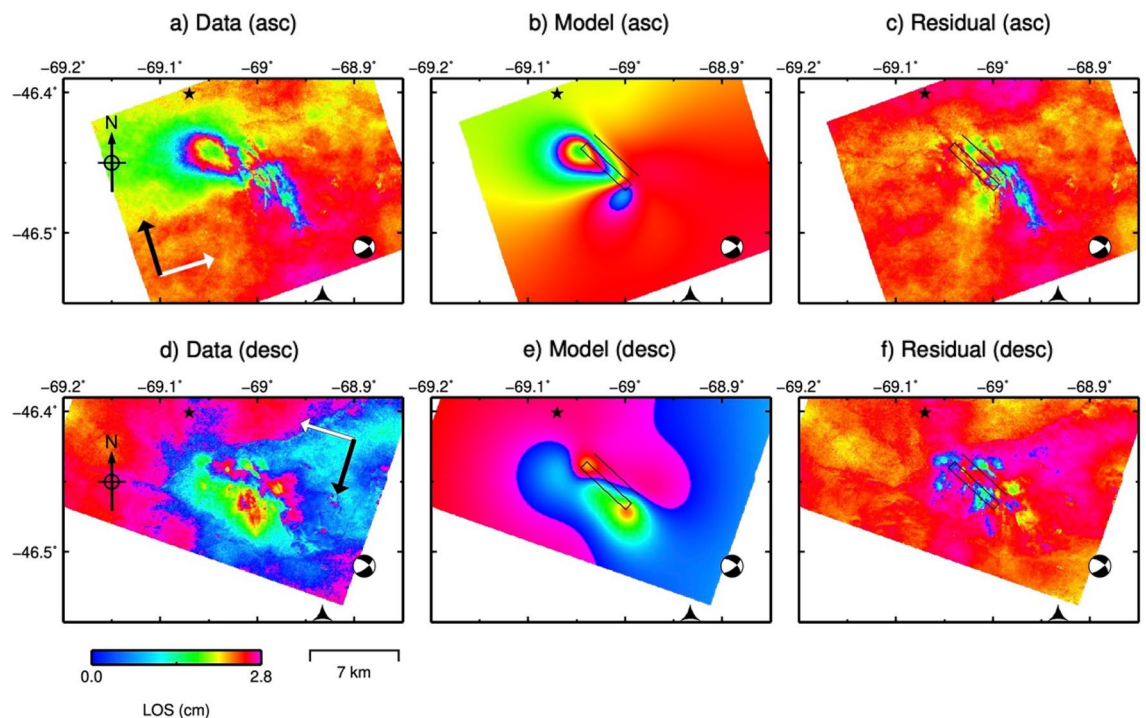 a) Data (asc) b) Model (asc) c) Residual (asc)
−69.2˚ −69.1˚ −69˚ −68.9˚ −69.2˚ −69.1˚ −69˚ −68.9˚ −69.2˚ −69.1˚ −69˚ −68.9˚
−46.4˚
N
−46.5˚
d) Data (desc) e) Model (desc) f) Residual (desc)
−69.2˚ −69.1˚ −69˚ −68.9˚ −69.2˚ −69.1˚ −69˚ −68.9˚ −69.2˚ −69.1˚ −69˚ −68.9˚
−46.4˚
N
−46.5˚
0.0 2.8 7 km
LOS (cm)